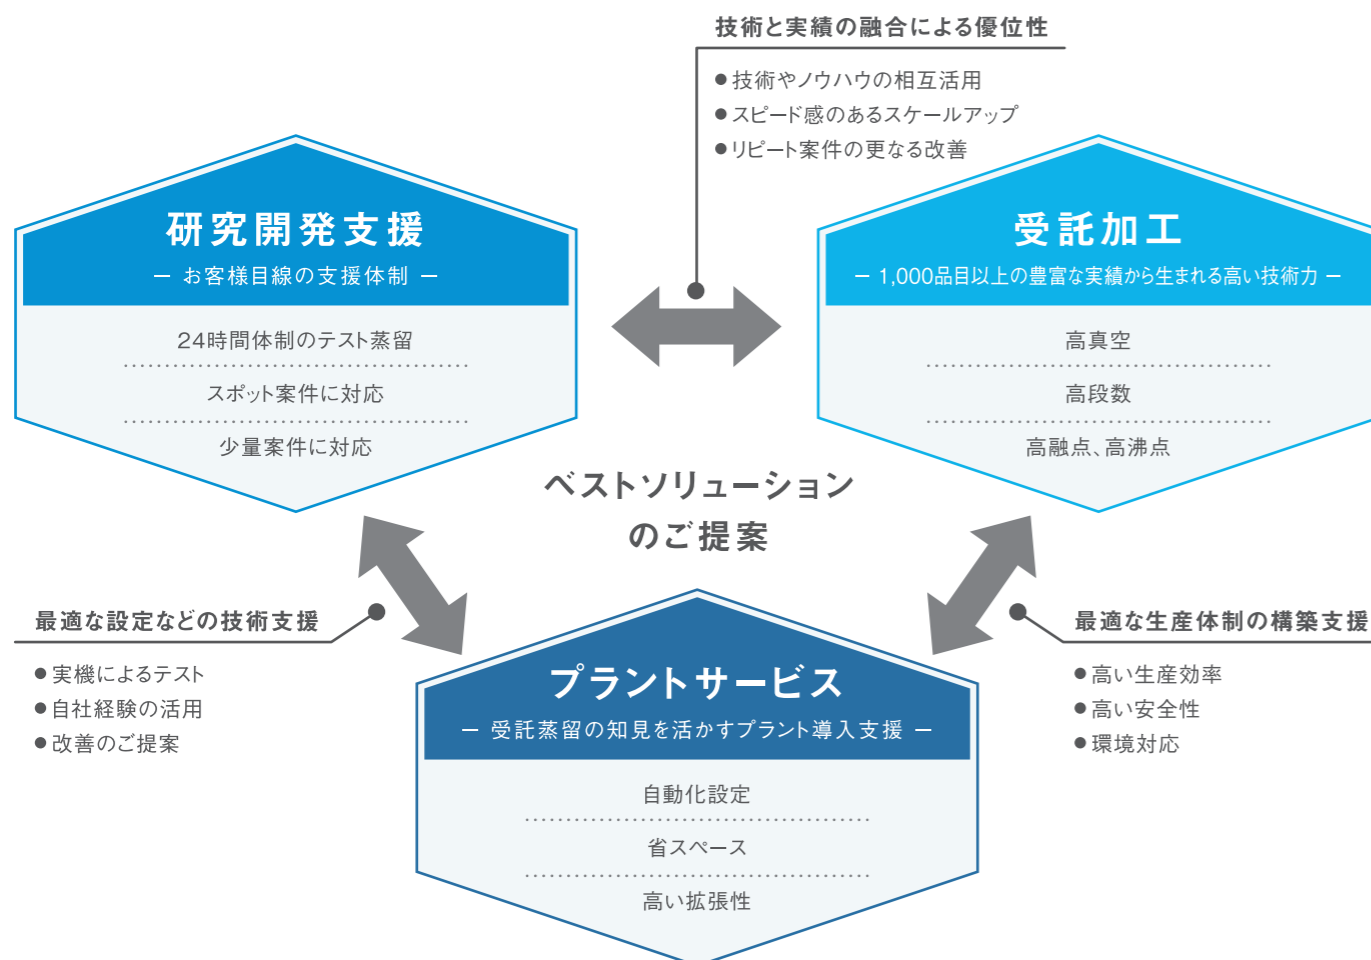 技術と実績の融合による優位性
●技術やノウハウの相互活用
●スピード感のあるスケールアップ
●リピート案件の更なる改善
研究開発支援
― お客様目線の支援体制 ―
24時間体制のテスト蒸留
スポット案件に対応
少量案件に対応
受託加工
― 1,000品目以上の豊富な実績から生まれる高い技術力 ―
高真空
高段数
高融点、高沸点
ベストソリューション
のご提案
最適な設定などの技術支援
●実機によるテスト
●自社経験の活用
●改善のご提案
最適な生産体制の構築支援
●高い生産効率
●高い安全性
●環境対応
プラントサービス
― 受託蒸留の知見を活かすプラント導入支援 ―
自動化設定
省スペース
高い拡張性